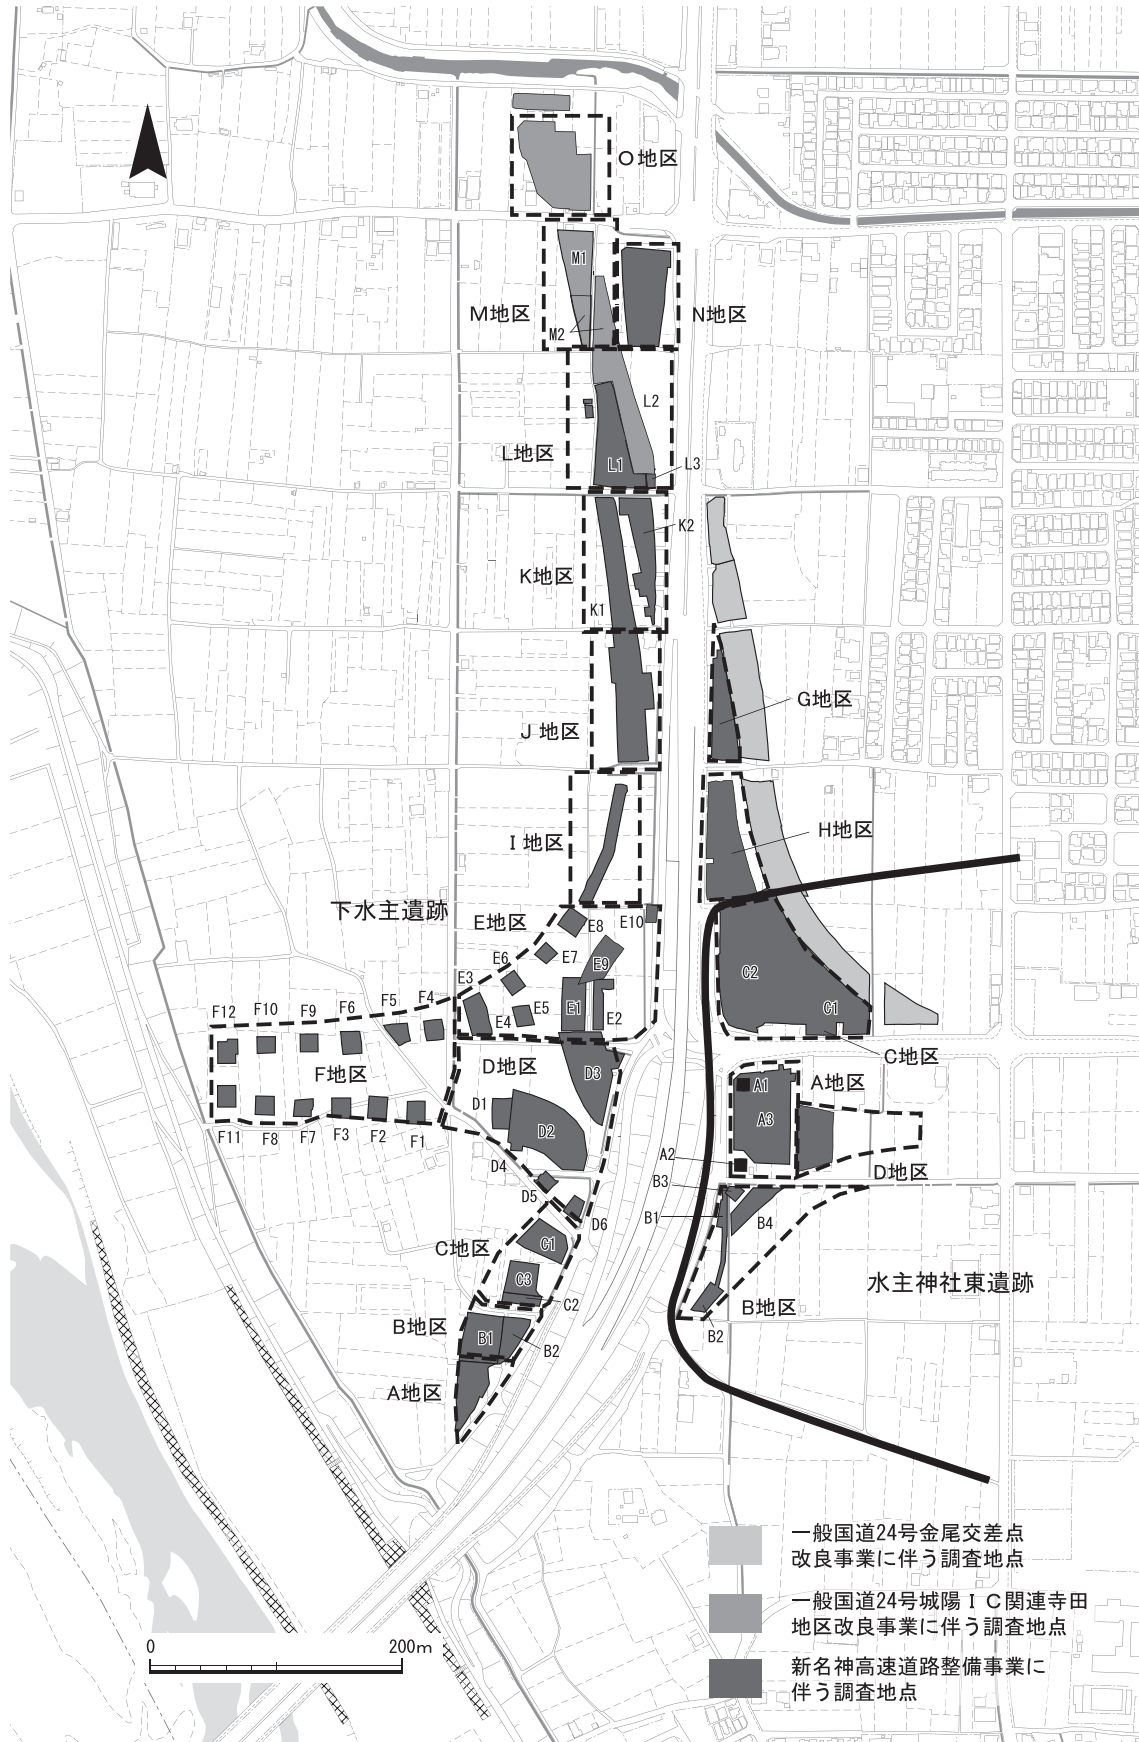 O地区
M1
M地区
M2
N地区
L2
L地区
L1
L3
K2
K地区
K1
G地区
J地区
I地区
H地区
下水主遺跡
E地区
E8
E10
E7
E6
E9
E3
E5
E4
E1
E2
C2
C1
C地区
F12
F10
F9
F6
F5
F4
F地区
F11
F8
F7
F3
F2
F1
D地区
D3
D1
D2
D4
D5
D6
A1
A地区
A3
A2
D地区
B3
B1
B4
水主神社東遺跡
B地区
B2
C地区
C1
C3
C2
B地区
B1
B2
A地区
一般国道24号金尾交差点
改良事業に伴う調査地点
一般国道24号城陽IC関連寺田
地区改良事業に伴う調査地点
新名神高速道路整備事業に
伴う調査地点
0
200m